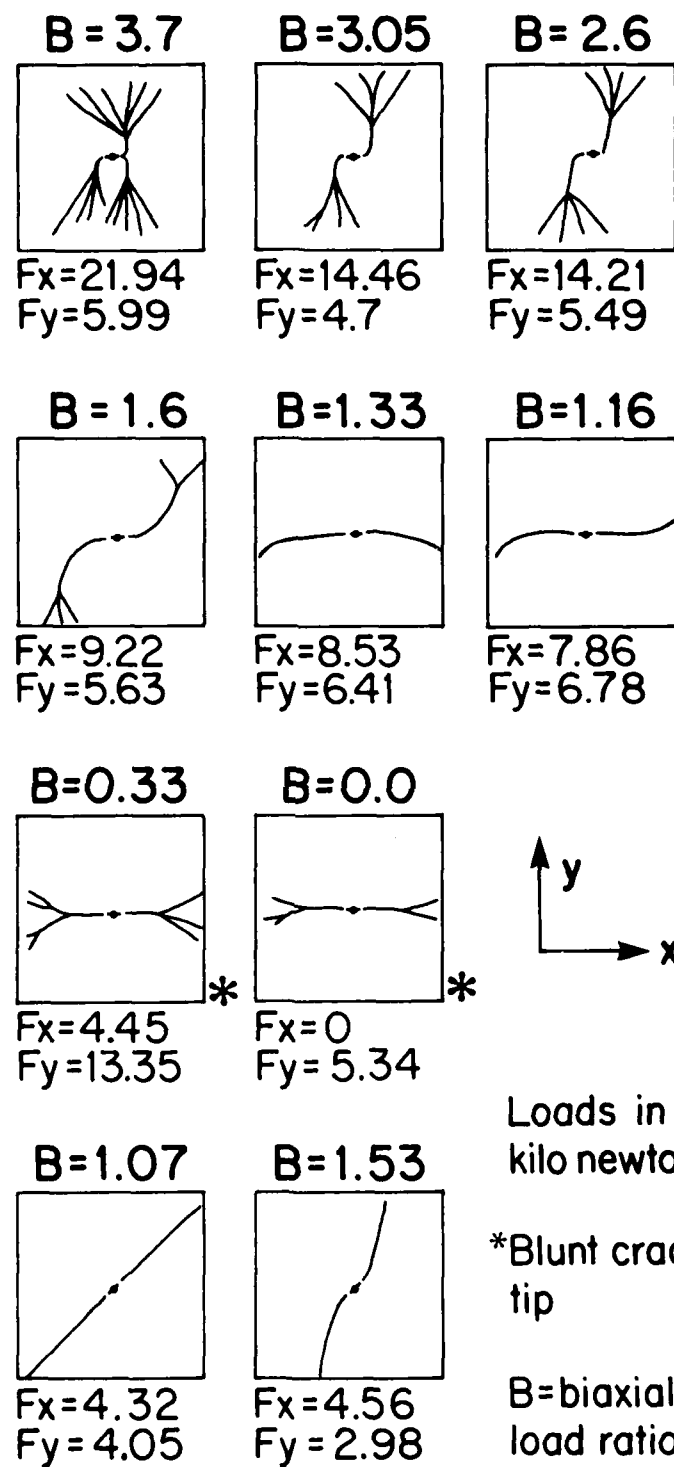 B = 3.7
B = 3.05
B = 2.6
Fx=21.94
Fy=5.99
Fx=14.46
Fy=4.7
Fx=14.21
Fy=5.49
B = 1.6
B=1.33
B=1.16
Fx=9.22
Fy=5.63
Fx=8.53
Fy=6.41
Fx=7.86
Fy=6.78
B=0.33
B=0.0
y
x
*
*
Fx=4.45
Fy=13.35
Fx=0
Fy= 5.34
Loads in
kilo newto
B=1.07
B=1.53
*Blunt crac
tip
Fx=4.32
Fy=4.05
Fx=4.56
Fy=2.98
B=biaxial
load ratio